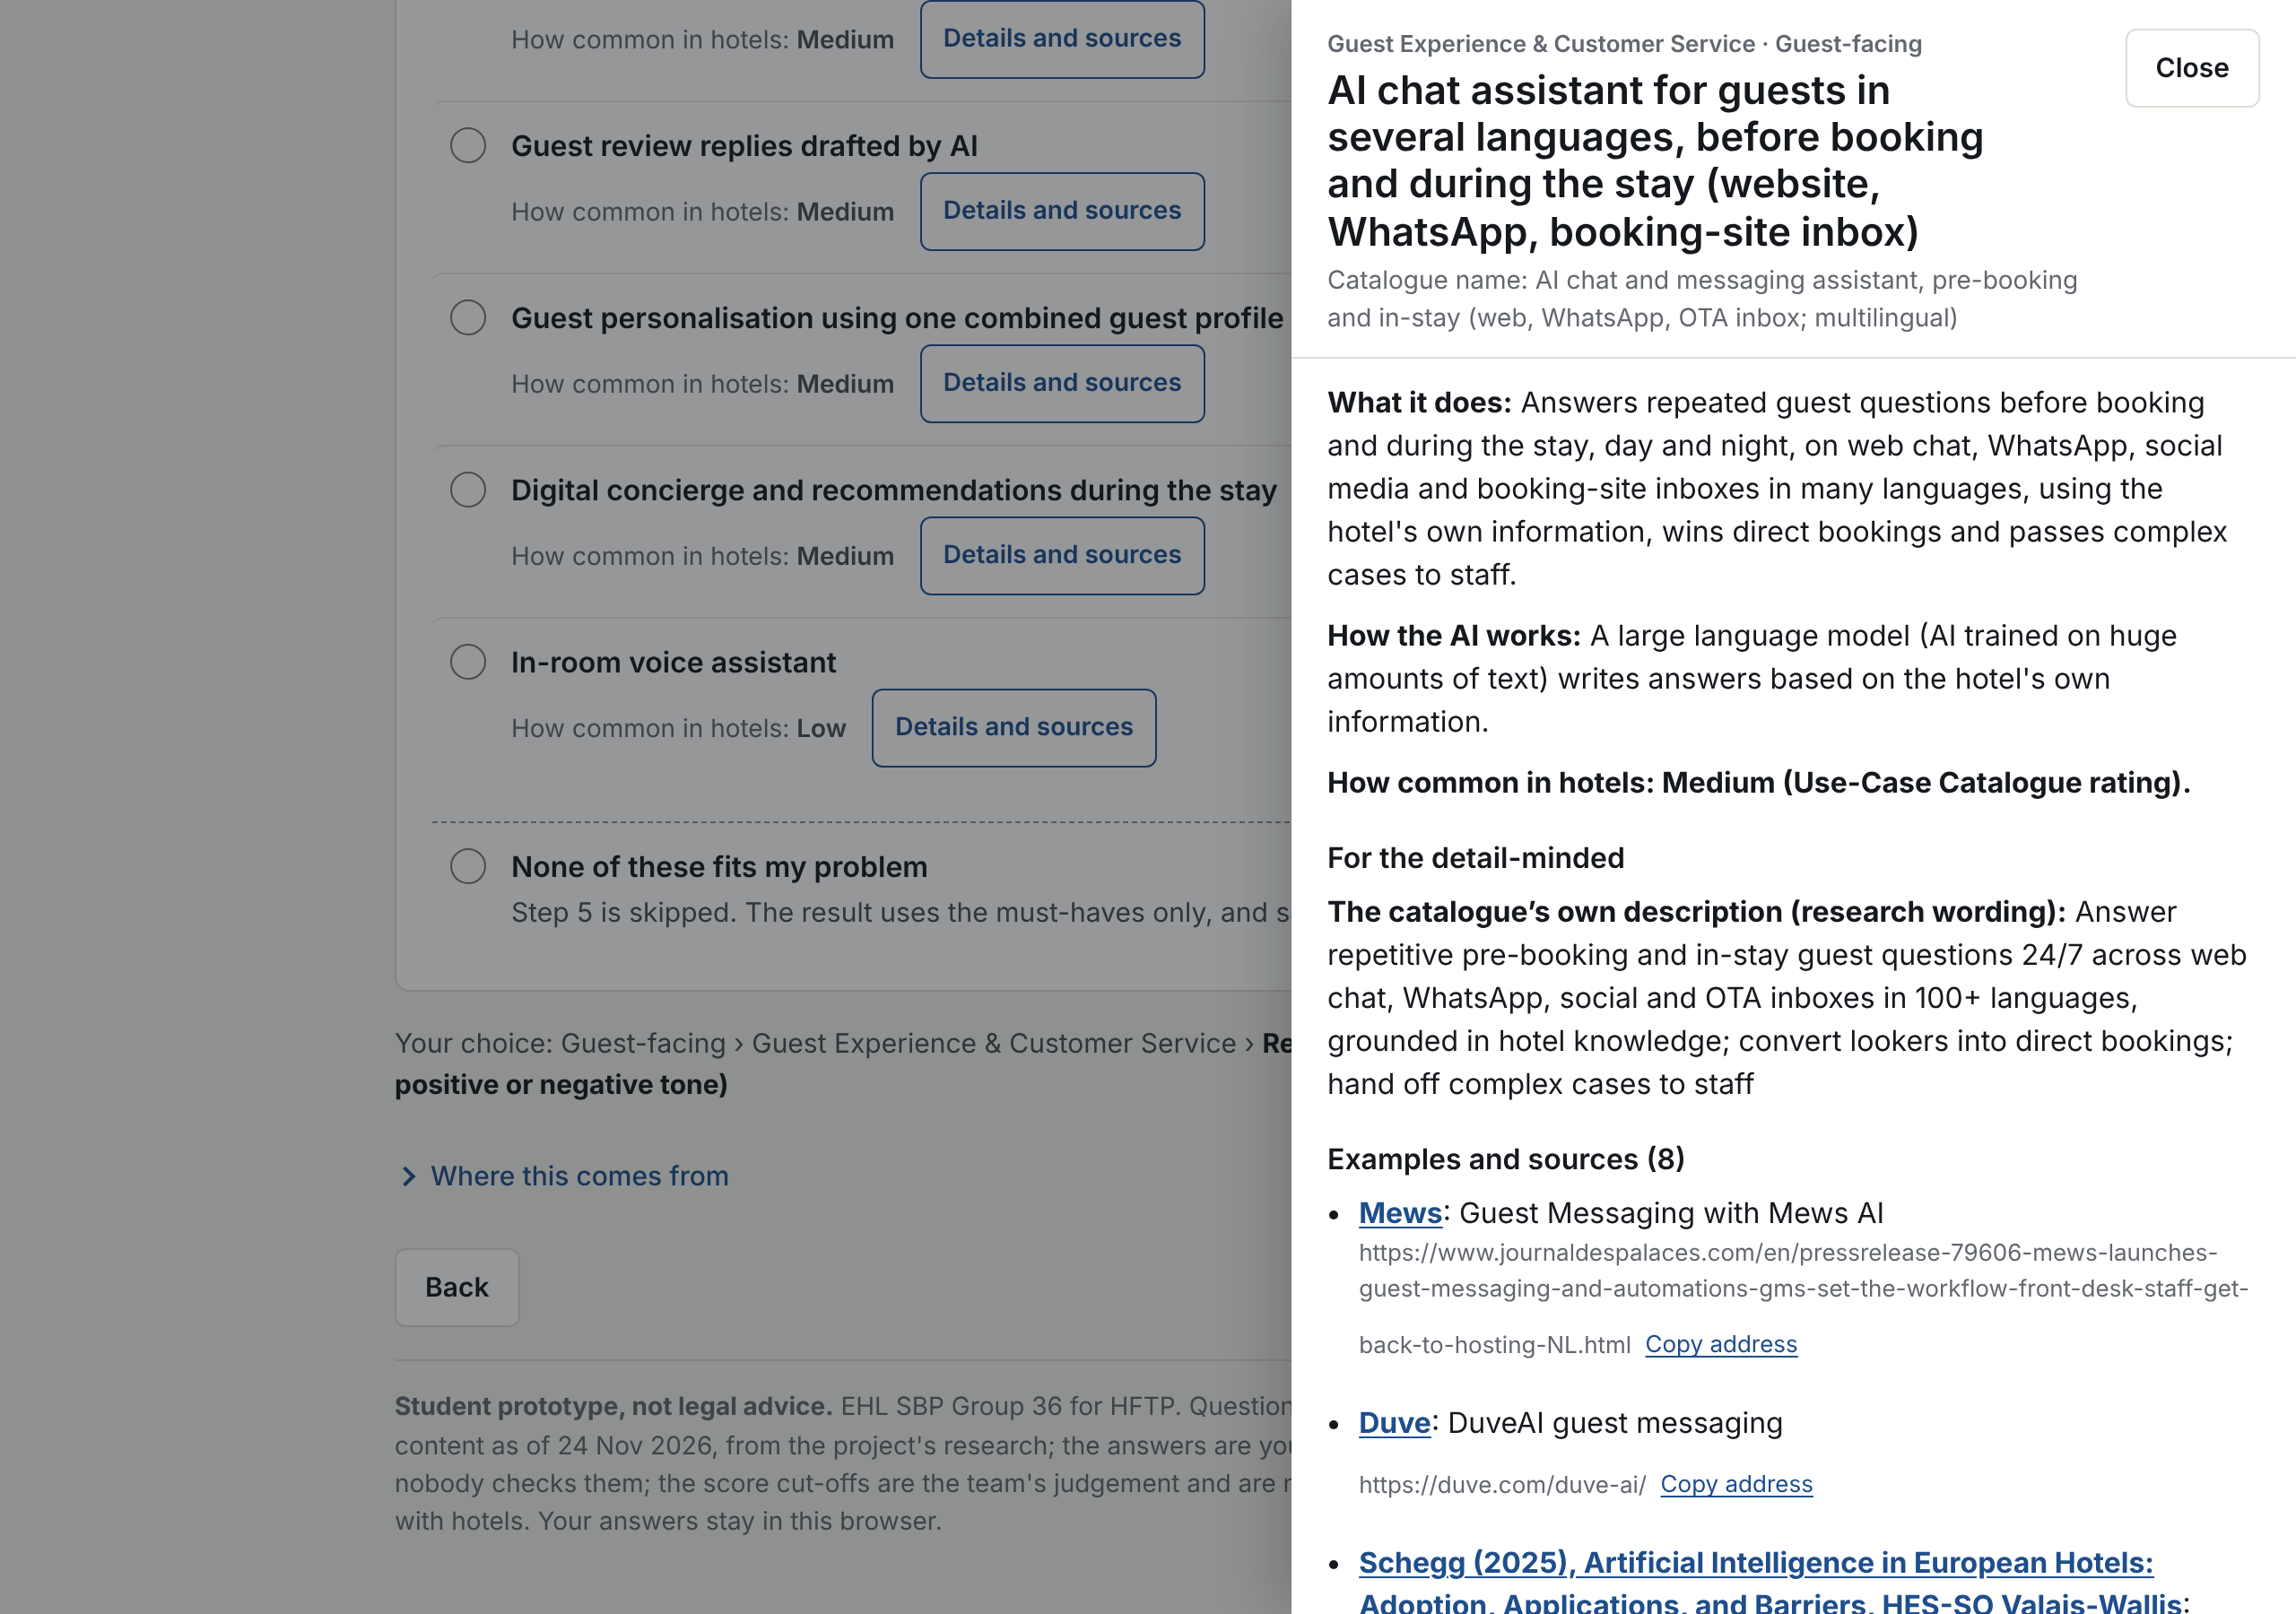 How common in hotels: Medium
Details and sources
Guest review replies drafted by AI
How common in hotels: Medium
Details and sources
Guest personalisation using one combined guest profile
How common in hotels: Medium
Details and sources
Digital concierge and recommendations during the stay
How common in hotels: Medium
Details and sources
In-room voice assistant
How common in hotels: Low
Details and sources
None of these fits my problem
Step 5 is skipped. The result uses the must-haves only, and
Your choice: Guest-facing › Guest Experience & Customer Service ›
positive or negative tone)
Where this comes from
Back
Student prototype, not legal advice. EHL SBP Group 36 for HFTP.
content as of 24 Nov 2026, from the project's research; the answers are
nobody checks them; the score cut-offs are the team's judgement and are
with hotels. Your answers stay in this browser.
Guest Experience & Customer Service · Guest-facing
Close
AI chat assistant for guests in
several languages, before booking
and during the stay (website,
WhatsApp, booking-site inbox)
Catalogue name: AI chat and messaging assistant, pre-booking
and in-stay (web, WhatsApp, OTA inbox; multilingual)
What it does: Answers repeated guest questions before booking
and during the stay, day and night, on web chat, WhatsApp, social
media and booking-site inboxes in many languages, using the
hotel's own information, wins direct bookings and passes complex
cases to staff.
How the AI works: A large language model (AI trained on huge
amounts of text) writes answers based on the hotel's own
information.
How common in hotels: Medium (Use-Case Catalogue rating).
For the detail-minded
The catalogue’s own description (research wording): Answer
repetitive pre-booking and in-stay guest questions 24/7 across web
chat, WhatsApp, social and OTA inboxes in 100+ languages,
grounded in hotel knowledge; convert lookers into direct bookings;
hand off complex cases to staff
Examples and sources (8)
• Mews: Guest Messaging with Mews AI
https://www.journaldespalaces.com/en/pressrelease-79606-mews-launches-
guest-messaging-and-automations-gms-set-the-workflow-front-desk-staff-get-
back-to-hosting-NL.html Copy address
• Duve: DuveAI guest messaging
https://duve.com/duve-ai/ Copy address
• Schegg (2025), Artificial Intelligence in European Hotels:
Adoption, Applications, and Barriers, HES-SO Valais-Wallis: